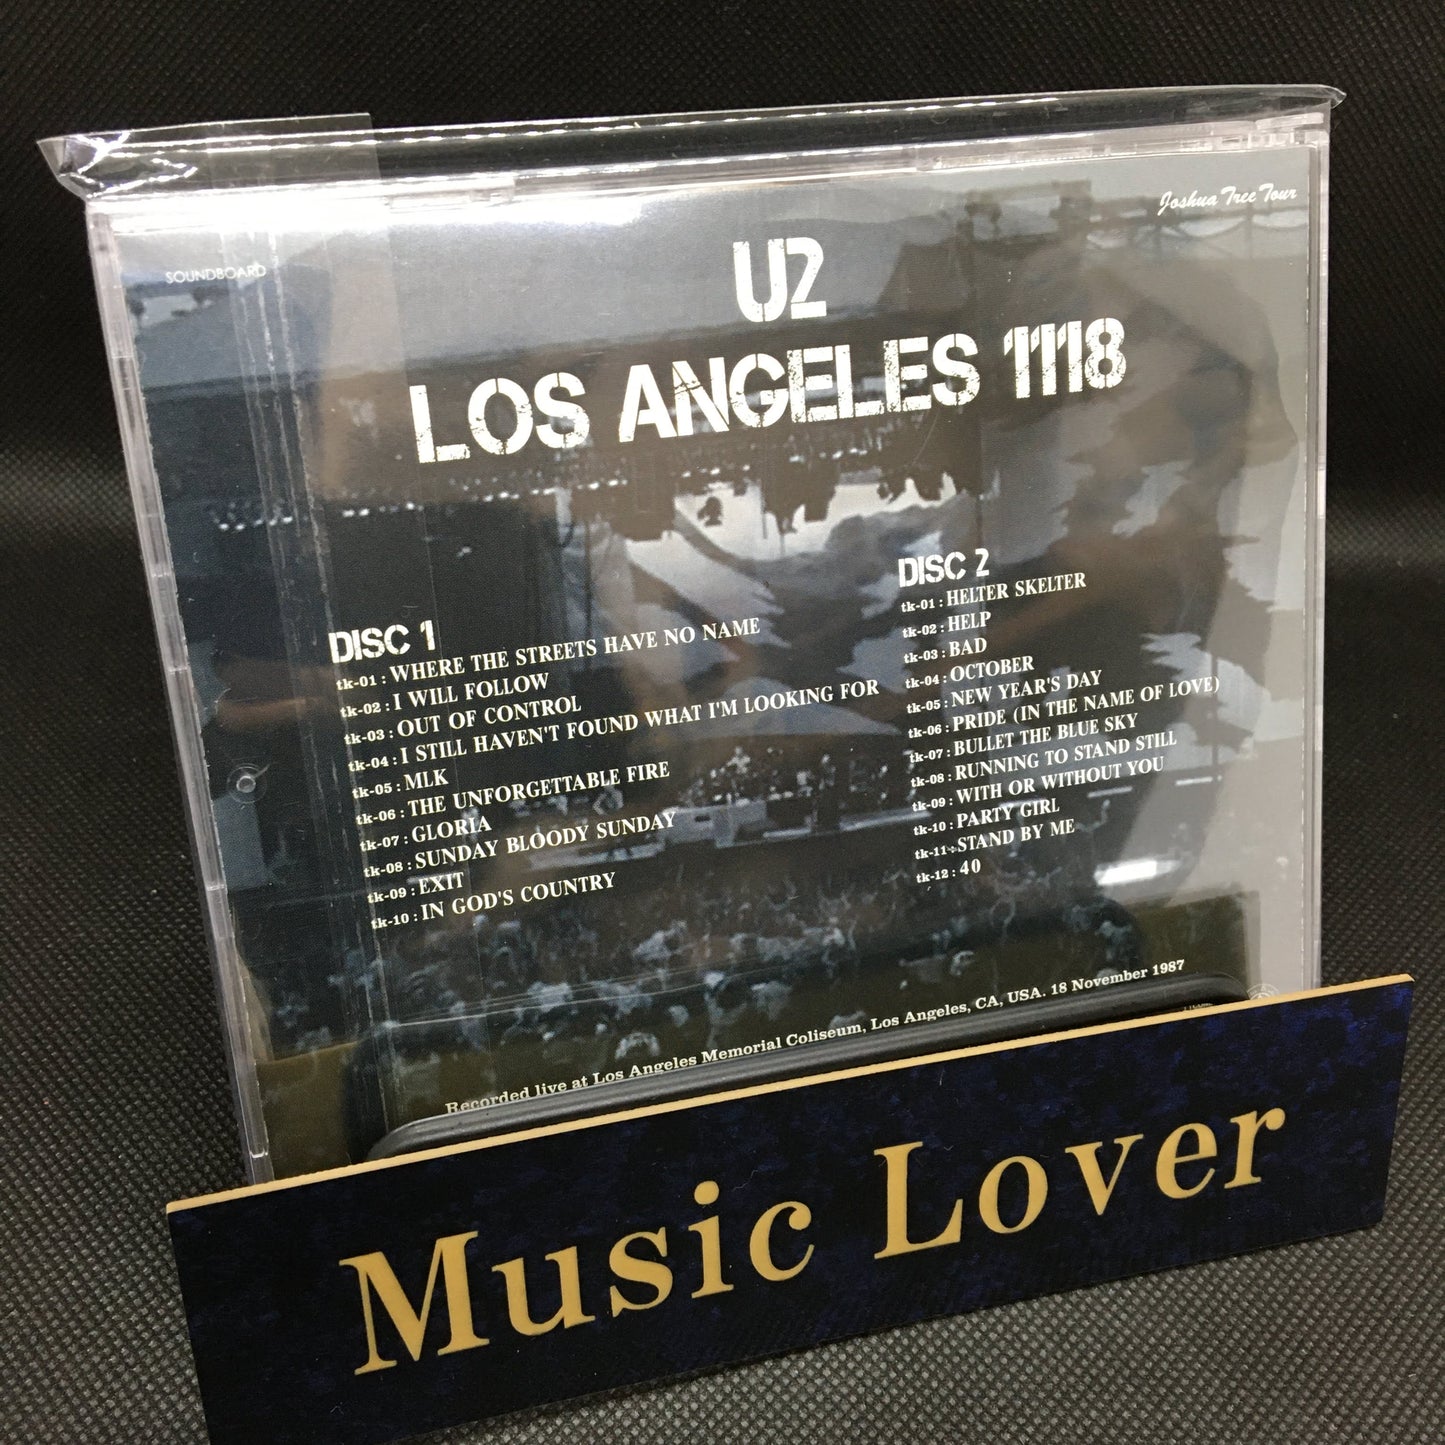 Joshua Tree Tour
SOUNDBOARD
U2
LOS ANGELES 1118
DISC 1
tk-01 : WHERE THE STREETS HAVE NO NAME
tk-02 : I WILL FOLLOW
tk-03 : OUT OF CONTROL
tk-04 : I STILL HAVEN'T FOUND WHAT I'M LOOKING FOR
tk-05 : MLK
tk-06 : THE UNFORGETTABLE FIRE
tk-07 : GLORIA
tk-08 : SUNDAY BLOODY SUNDAY
tk-09 : EXIT
tk-10 : IN GOD'S COUNTRY
DISC 2
tk-01 : HELTER SKELTER
tk-02 : HELP
tk-03 : BAD
tk-04 : OCTOBER
tk-05 : NEW YEAR'S DAY
tk-06 : PRIDE (IN THE NAME OF LOVE)
tk-07 : BULLET THE BLUE SKY
tk-08 : RUNNING TO STAND STILL
tk-09 : WITH OR WITHOUT YOU
tk-10 : PARTY GIRL
tk-11 : STAND BY ME
tk-12 : 40
Recorded live at Los Angeles Memorial Coliseum, Los Angeles, CA, USA. 18 November 1987
Music Lover